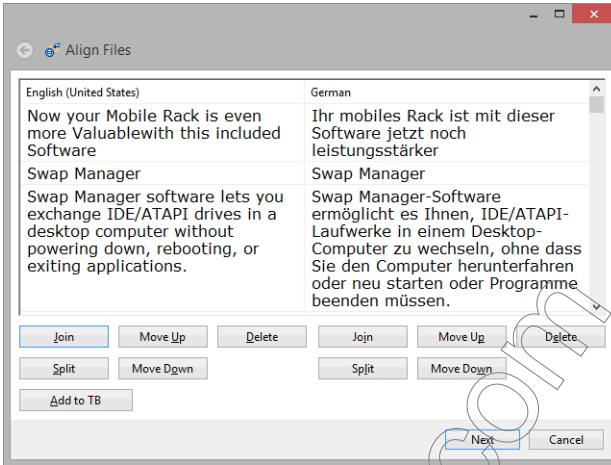 Align Files
English (United States)
Now your Mobile Rack is even
more Valuablewith this included
Software
Swap Manager
Swap Manager software lets you
exchange IDE/ATAPI drives in a
desktop computer without
powering down, rebooting, or
exiting applications.
German
Ihr mobiles Rack ist mit dieser
Software jetzt noch
leistungsstärker
Swap Manager
Swap Manager-Software
ermöglicht es Ihnen, IDE/ATAPI-
Laufwerke in einem Desktop-
Computer zu wechseln, ohne dass
Sie den Computer herunterfahren
oder neu starten oder Programme
beenden müssen.
Join Move Up Delete Join Move Up Delete
Split Move Down Split Move Down
Add to TB
Next Cancel
com